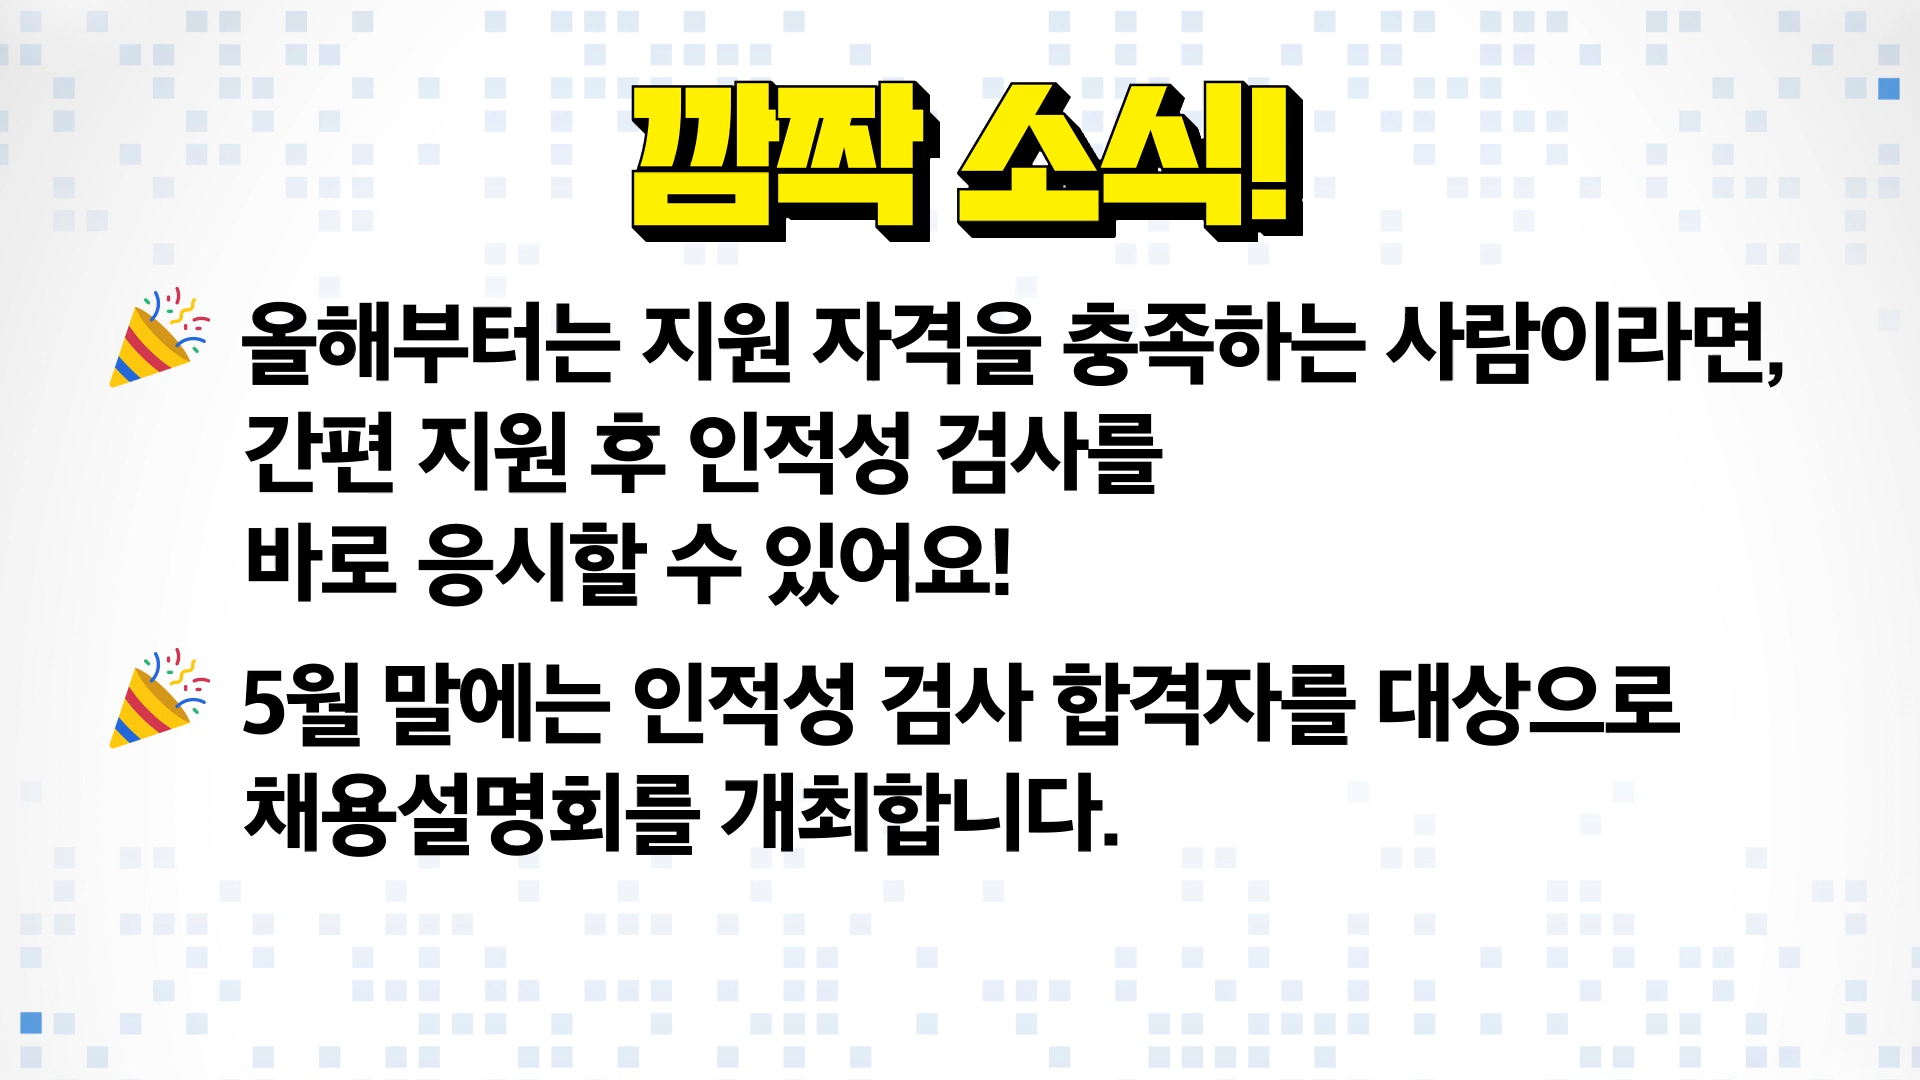 깜짝 소식!
올해부터는 지원 자격을 충족하는 사람이라면,
간편 지원 후 인적성 검사를
바로 응시할 수 있어요!
5월 말에는 인적성 검사 합격자를 대상으로
채용설명회를 개최합니다.